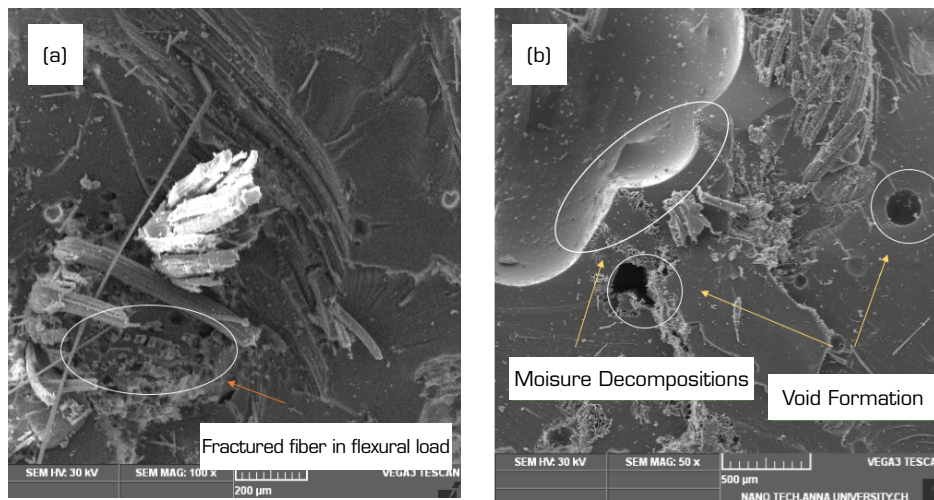 (a)
Fractured fiber in flexural load
SEM HV: 30 kV
SEM MAG: 100 x
200 µm
VEGA3 TESCAN
(b)
Moisure Decompositions
Void Formation
SEM HV: 30 kV
SEM MAG: 50 x
500 µm
VEGA3 TESCAN
NANO TECH.ANNA UNIVERSITY.CH